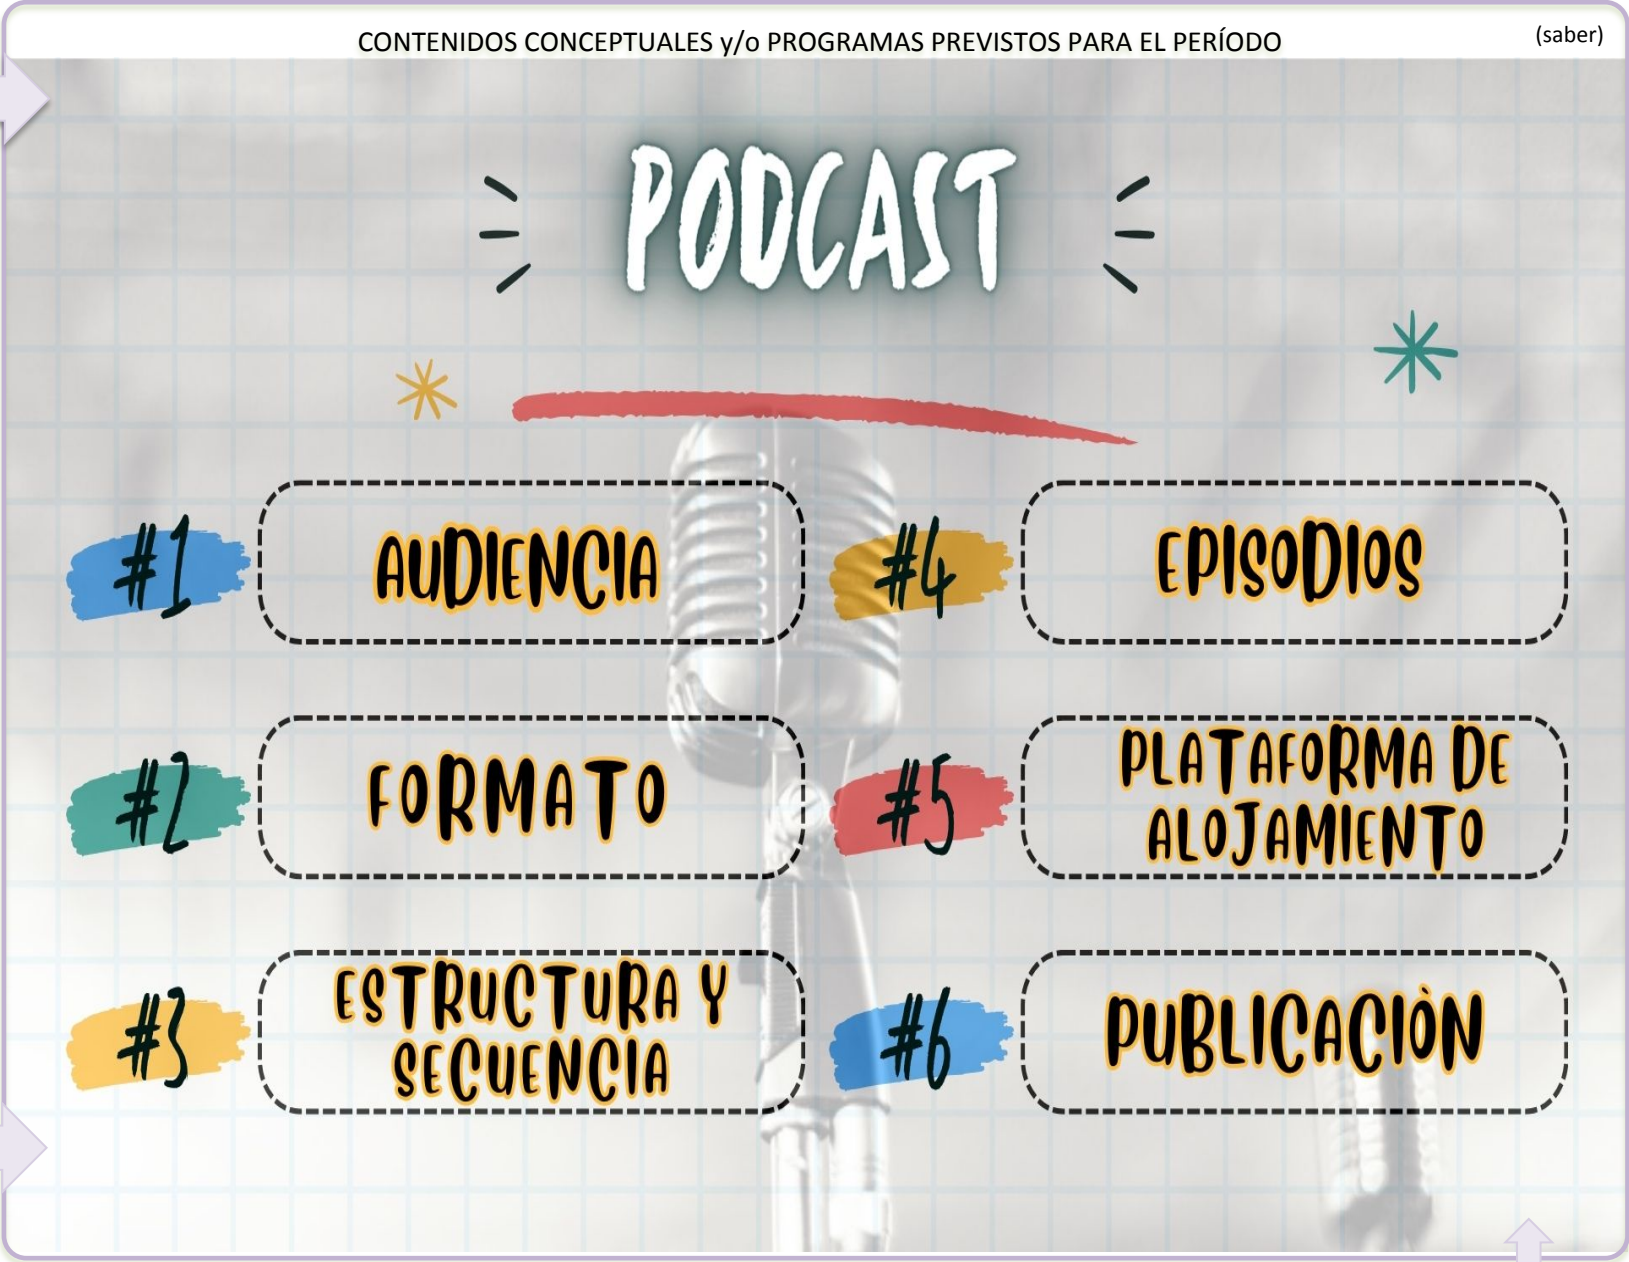 CONTENIDOS CONCEPTUALES y/o PROGRAMAS PREVISTOS PARA EL PERÍODO
(saber)
PODCAST
#1
AUDIENCIA
#2
FORMATO
#3
ESTRUCTURA Y
SECUENCIA
#4
EPISODIOS
#5
PLATAFORMA DE
ALOJAMIENTO
#6
PUBLICACIÒN